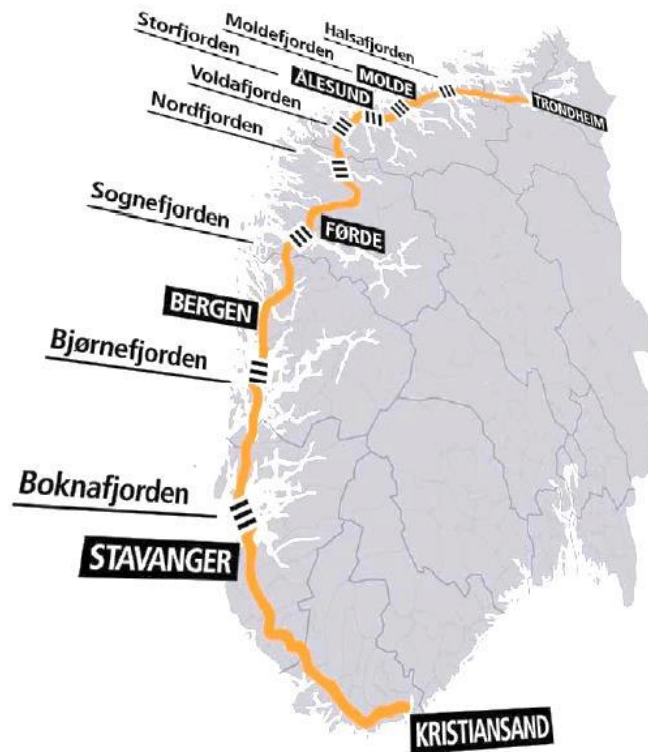 Halsafjorden
Moldefjorden
Storfjorden
MOLDE
ÅLESUND
Voldafjorden
TRONDHEIM
Nordfjorden
Sognefjorden
FØRDE
BERGEN
Bjørnefjorden
Boknafjorden
STAVANGER
KRISTIANSAND